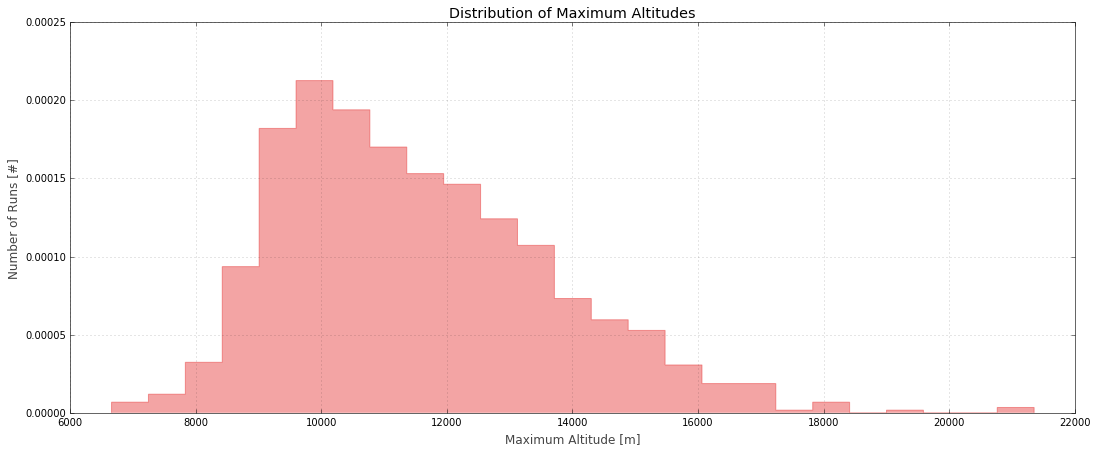 Distribution of Maximum Altitudes
0.00025
0.00020
0.00015
0.00010
0.00005
0.00000
Number of Runs [#]
6000 8000 10000 12000 14000 16000 18000 20000 22000
Maximum Altitude [m]